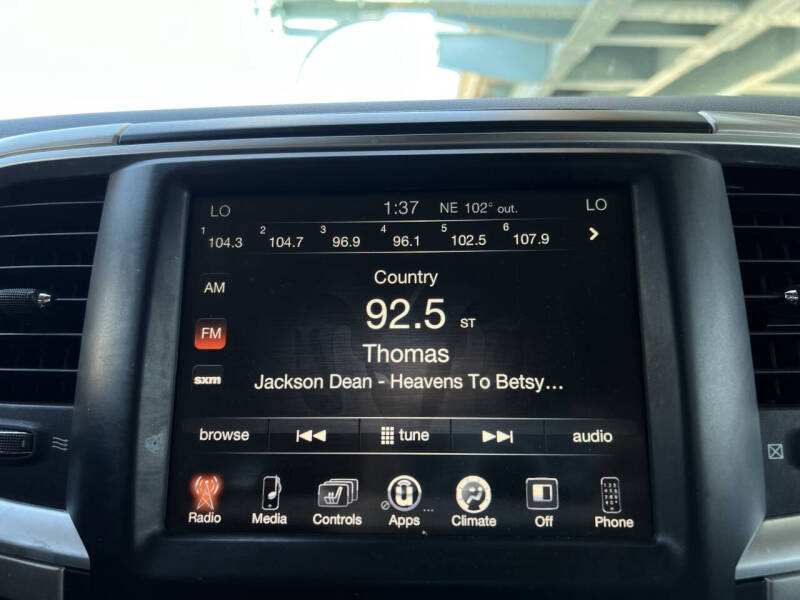 LO 1:37 NE 102° out. LO
1 104.3 2 104.7 3 96.9 4 96.1 5 102.5 6 107.9
Country
AM
92.5 ST
FM
Thomas
sxm
Jackson Dean - Heavens To Betsy...
browse tune audio
Radio Media Controls Apps ... Climate Off Phone